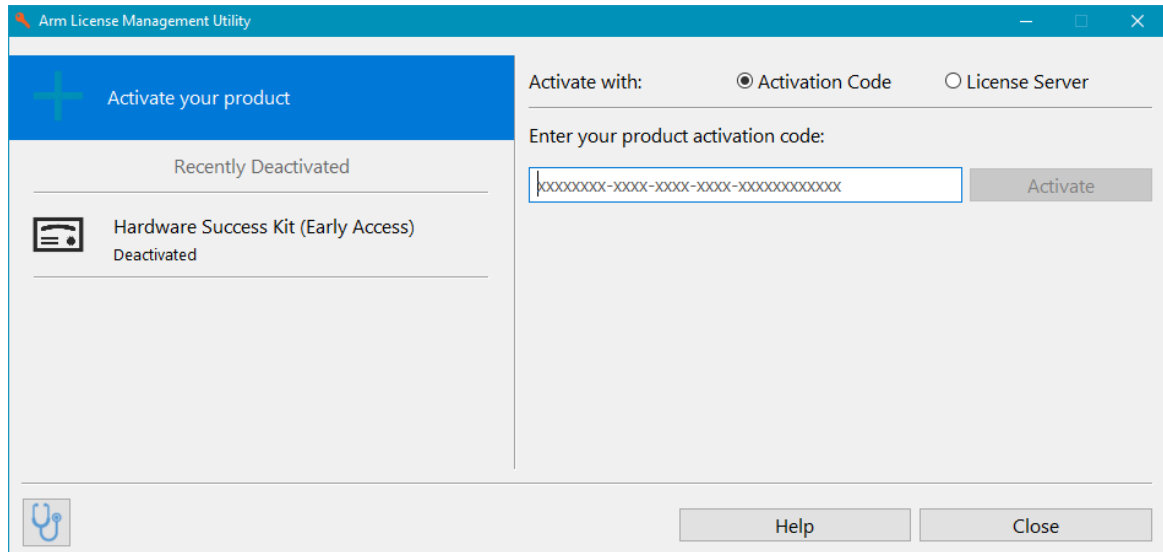 Arm License Management Utility
Activate your product
Recently Deactivated
Hardware Success Kit (Early Access)
Deactivated
Activate with:
Activation Code
License Server
Enter your product activation code:
xxxxxxxx-xxxx-xxxx-xxxx-xxxxxxxxxxxx
Activate
Help
Close